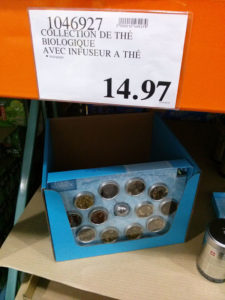 1046927
COLLECTION DE THÉ
BIOLOGIQUE
AVEC INFUSEUR A THÉ
14.97